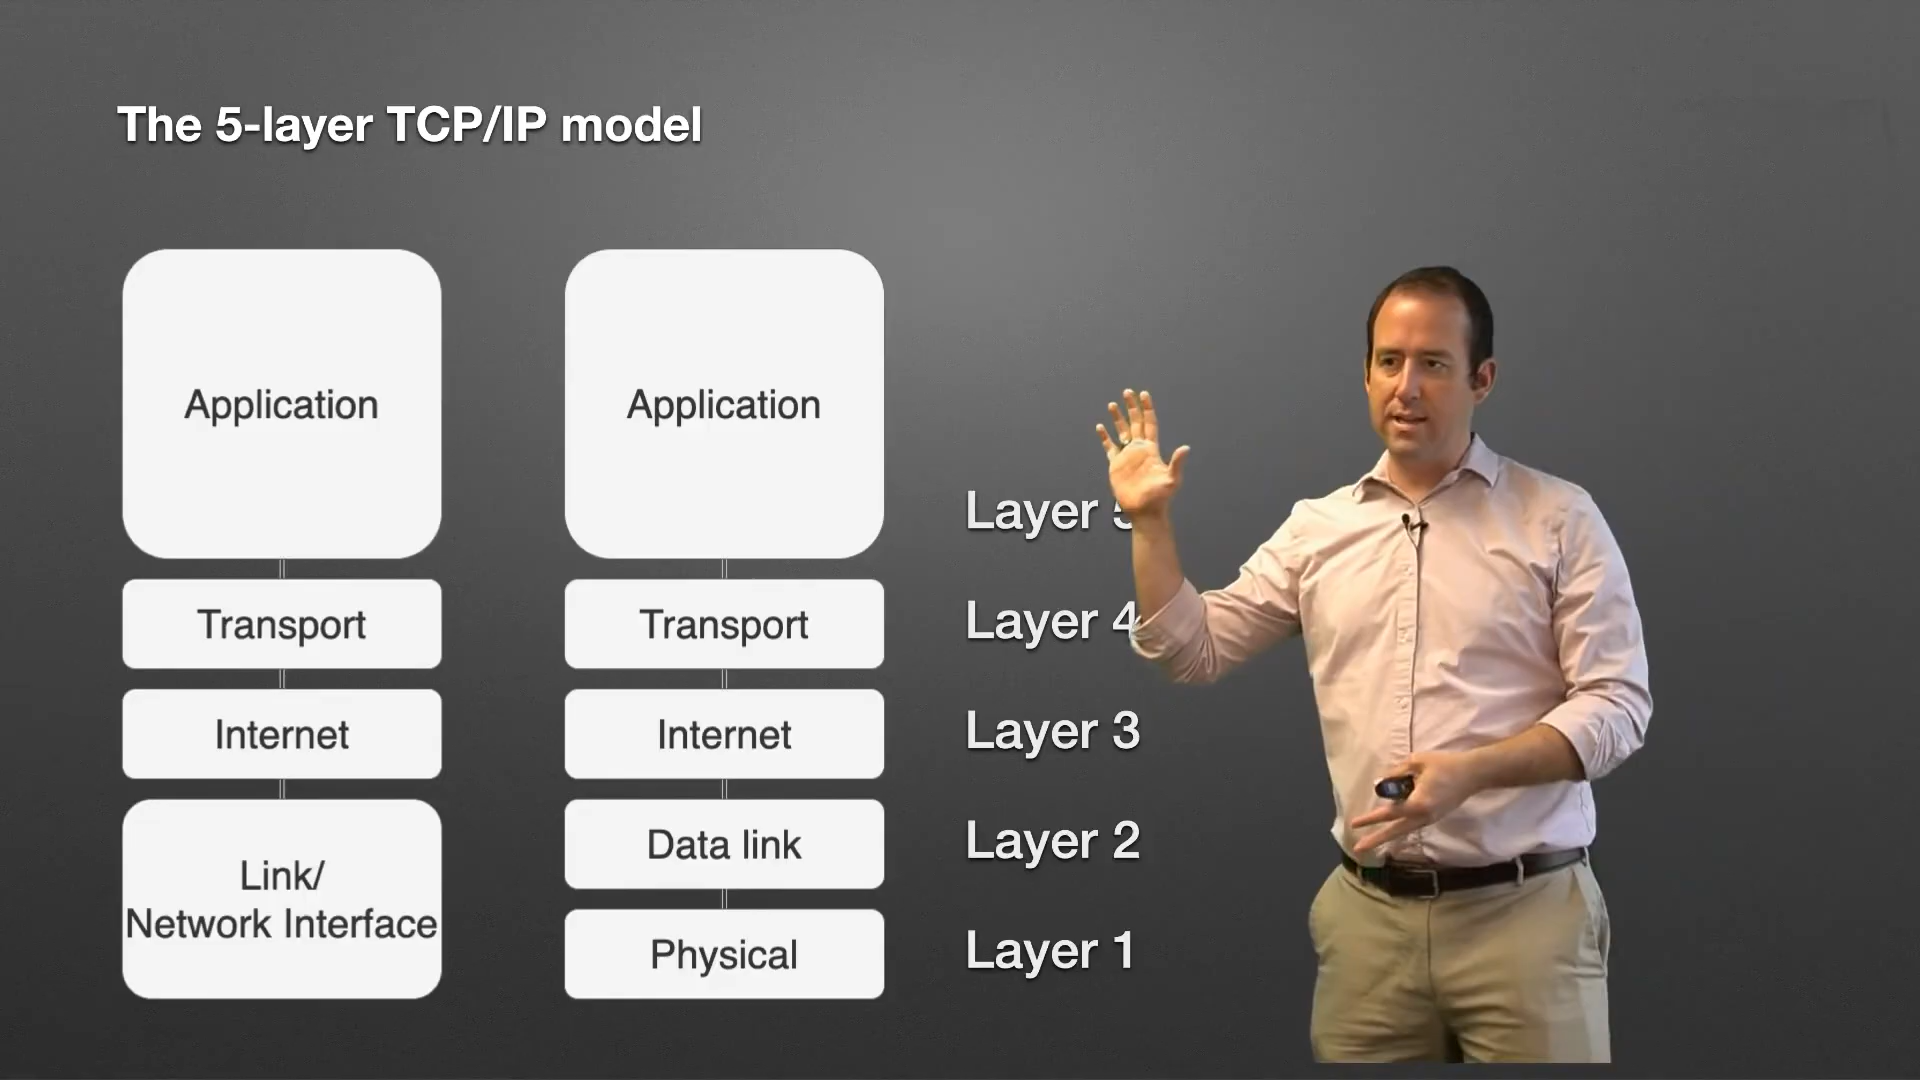 The 5-layer TCP/IP model
Application
Transport
Internet
Link/
Network Interface
Application
Transport
Internet
Data link
Physical
Layer 5
Layer 4
Layer 3
Layer 2
Layer 1